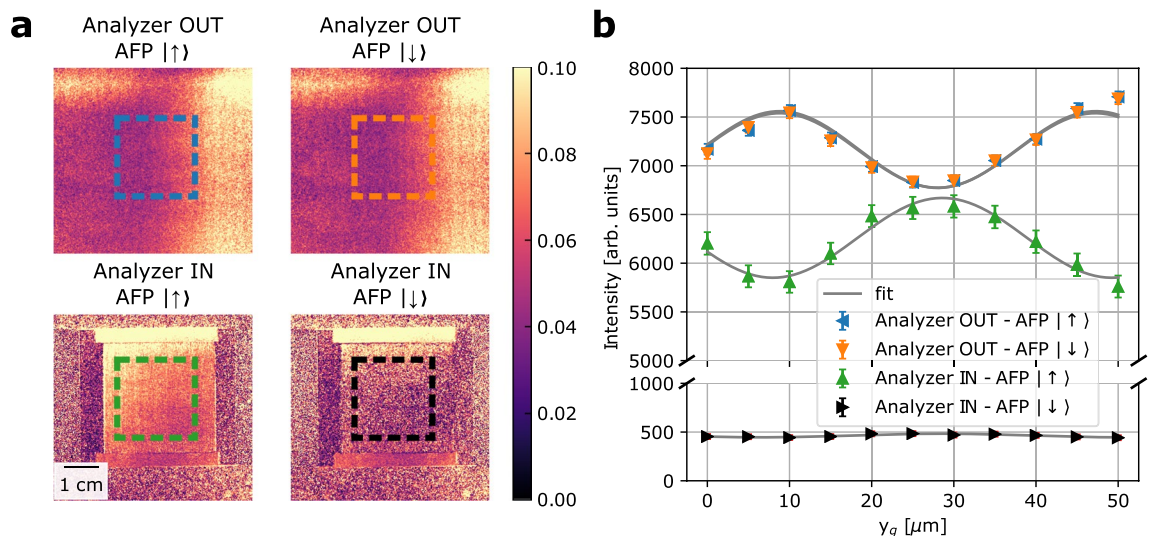 a
Analyzer OUT
AFP |↑⟩
Analyzer OUT
AFP |↓⟩
Analyzer IN
AFP |↑⟩
Analyzer IN
AFP |↓⟩
1 cm
0.10
0.08
0.06
0.04
0.02
0.00
b
Intensity [arb. units]
8000
7500
7000
6500
6000
5500
5000
1000
500
0
fit
Analyzer OUT - AFP |↑⟩
Analyzer OUT - AFP |↓⟩
Analyzer IN - AFP |↑⟩
Analyzer IN - AFP |↓⟩
0 10 20 30 40 50
y_g [μm]